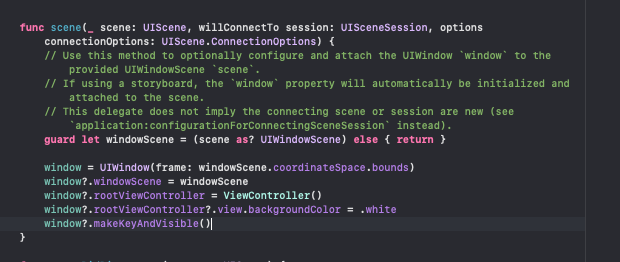 func scene(_ scene: UIScene, willConnectTo session: UISceneSession, options
connectionOptions: UIScene.ConnectionOptions) {
// Use this method to optionally configure and attach the UIWindow `window` to the
provided UIWindowScene `scene`.
// If using a storyboard, the `window` property will automatically be initialized and
attached to the scene.
// This delegate does not imply the connecting scene or session are new (see
`application:configurationForConnectingSceneSession` instead).
guard let windowScene = (scene as? UIWindowScene) else { return }
window = UIWindow(frame: windowScene.coordinateSpace.bounds)
window?.windowScene = windowScene
window?.rootViewController = ViewController()
window?.rootViewController?.view.backgroundColor = .white
window?.makeKeyAndVisible()
}